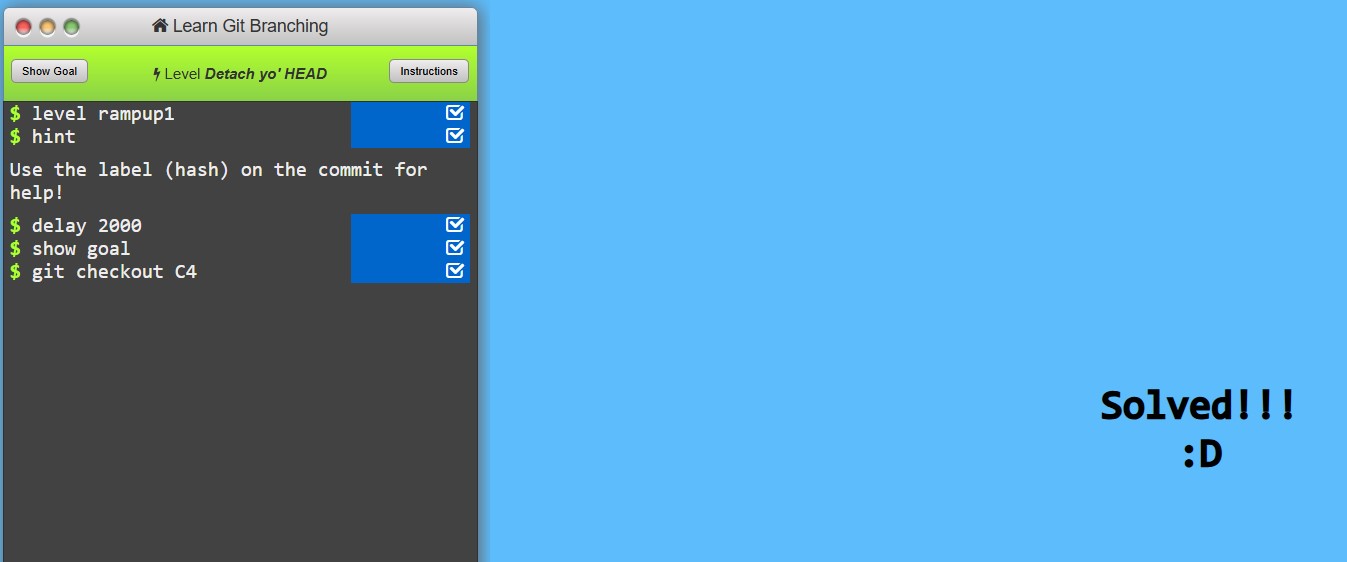 Learn Git Branching
Show Goal
Level Detach yo' HEAD
Instructions
$ level rampup1
$ hint
Use the label (hash) on the commit for
help!
$ delay 2000
$ show goal
$ git checkout C4
Solved!!!
:D